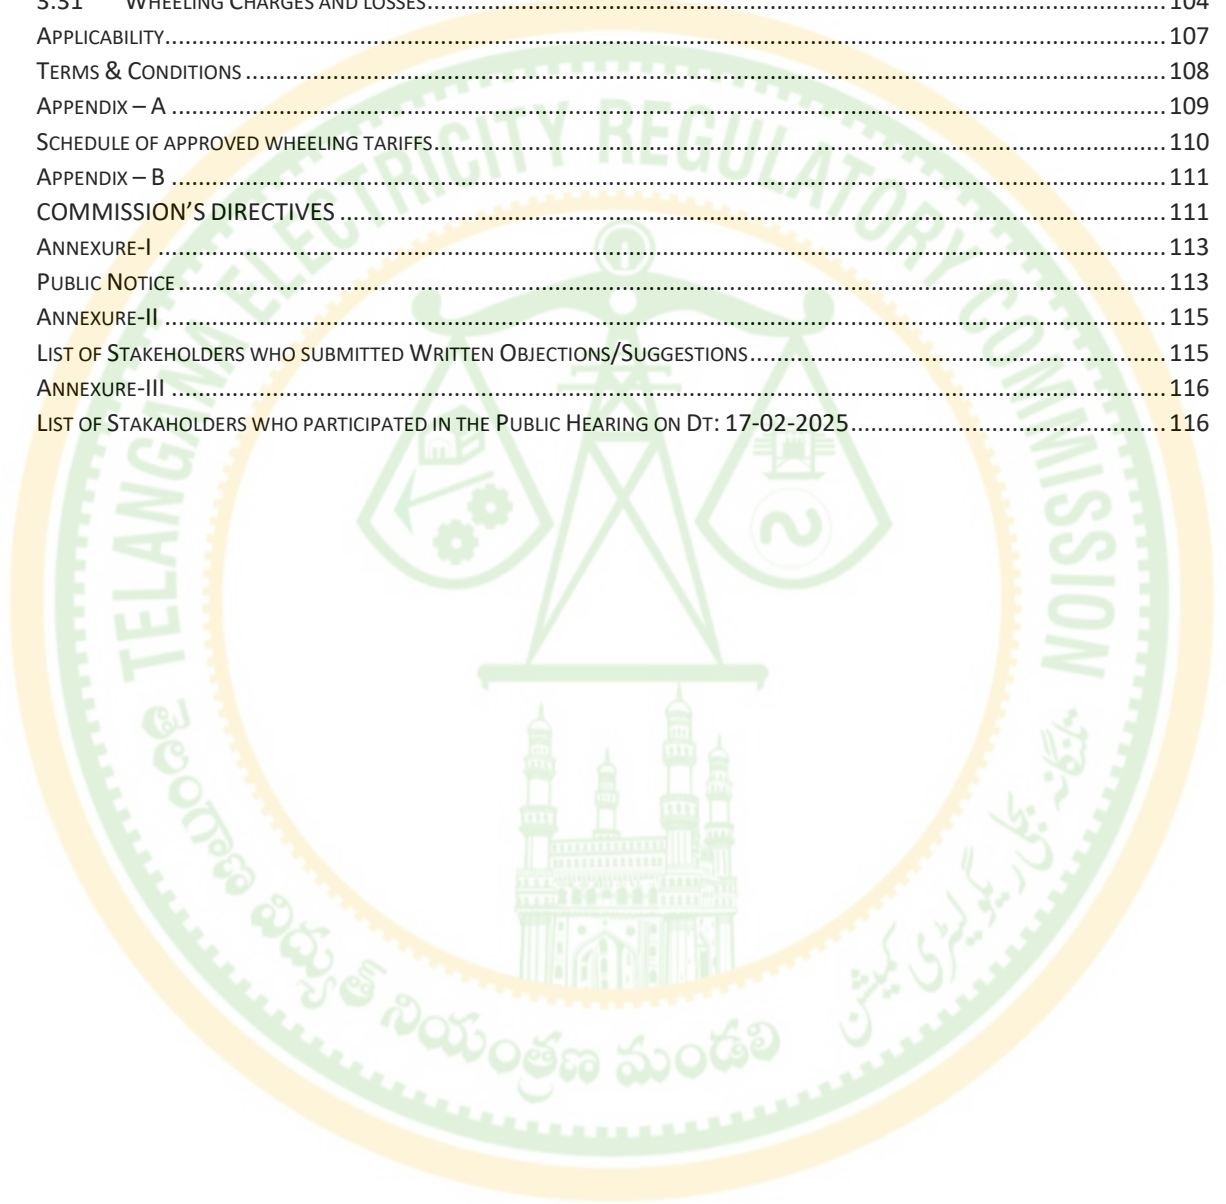 3.31 WHEELING CHARGES AND LOSSES.......... 104
APPLICABILITY.......... 107
TERMS & CONDITIONS .......... 108
APPENDIX – A .......... 109
SCHEDULE OF APPROVED WHEELING TARIFFS.......... 110
APPENDIX – B .......... 111
COMMISSION'S DIRECTIVES .......... 111
ANNEXURE-I .......... 113
PUBLIC NOTICE .......... 113
ANNEXURE-II .......... 115
LIST OF STAKEHOLDERS WHO SUBMITTED WRITTEN OBJECTIONS/SUGGESTIONS.......... 115
ANNEXURE-III .......... 116
LIST OF STAKAHOLDERS WHO PARTICIPATED IN THE PUBLIC HEARING ON DT: 17-02-2025.......... 116
TELANGANA ELECTRICITY REGULATORY COMMISSION
తెలంగాణ విద్యుత్ నియంత్రణ మండలి